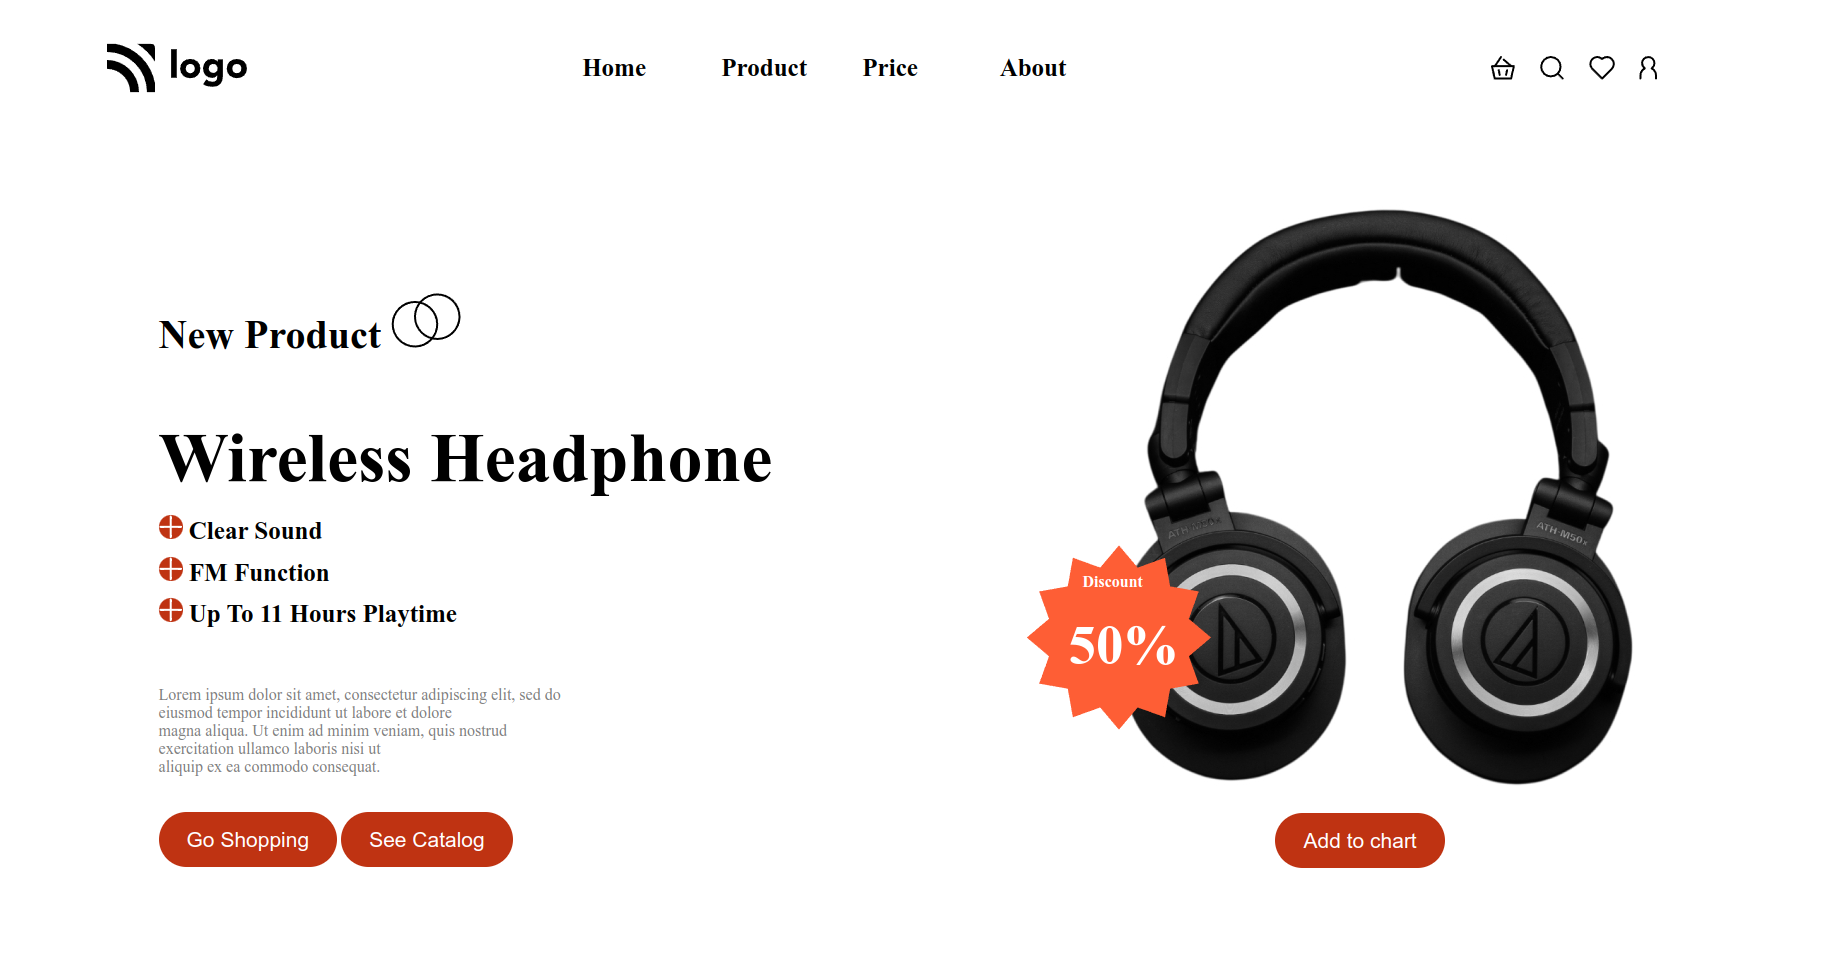 logo
Home Product Price About
New Product
Wireless Headphone
Clear Sound
FM Function
Up To 11 Hours Playtime
Lorem ipsum dolor sit amet, consectetur adipiscing elit, sed do
eiusmod tempor incididunt ut labore et dolore
magna aliqua. Ut enim ad minim veniam, quis nostrud
exercitation ullamco laboris nisi ut
aliquip ex ea commodo consequat.
Go Shopping See Catalog
ATH-M50x
ATH-M50x
Discount
50%
Add to chart